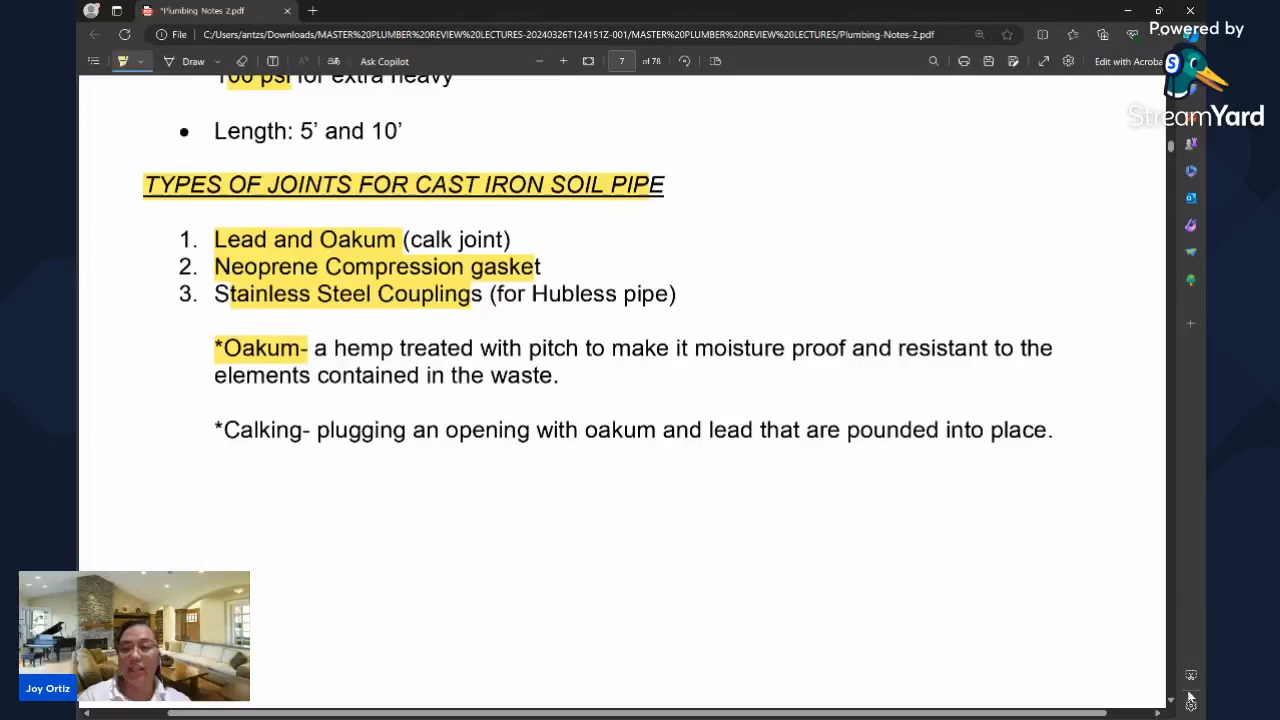 *Plumbing Notes 2.pdf
File
C:/Users/antzs/Downloads/MASTER%20PLUMBER%20REVIEW%20LECTURES-20240326T124151Z-001/MASTER%20PLUMBER%20REVIEW%20LECTURES/Plumbing-Notes-2.pdf
Powered by
StreamYard
Draw
Ask Copilot
7
of 78
Edit with Acroba
100 psi for extra heavy
• Length: 5’ and 10’
TYPES OF JOINTS FOR CAST IRON SOIL PIPE
1. Lead and Oakum (calk joint)
2. Neoprene Compression gasket
3. Stainless Steel Couplings (for Hubless pipe)
*Oakum- a hemp treated with pitch to make it moisture proof and resistant to the
elements contained in the waste.
*Calking- plugging an opening with oakum and lead that are pounded into place.
Joy Ortiz